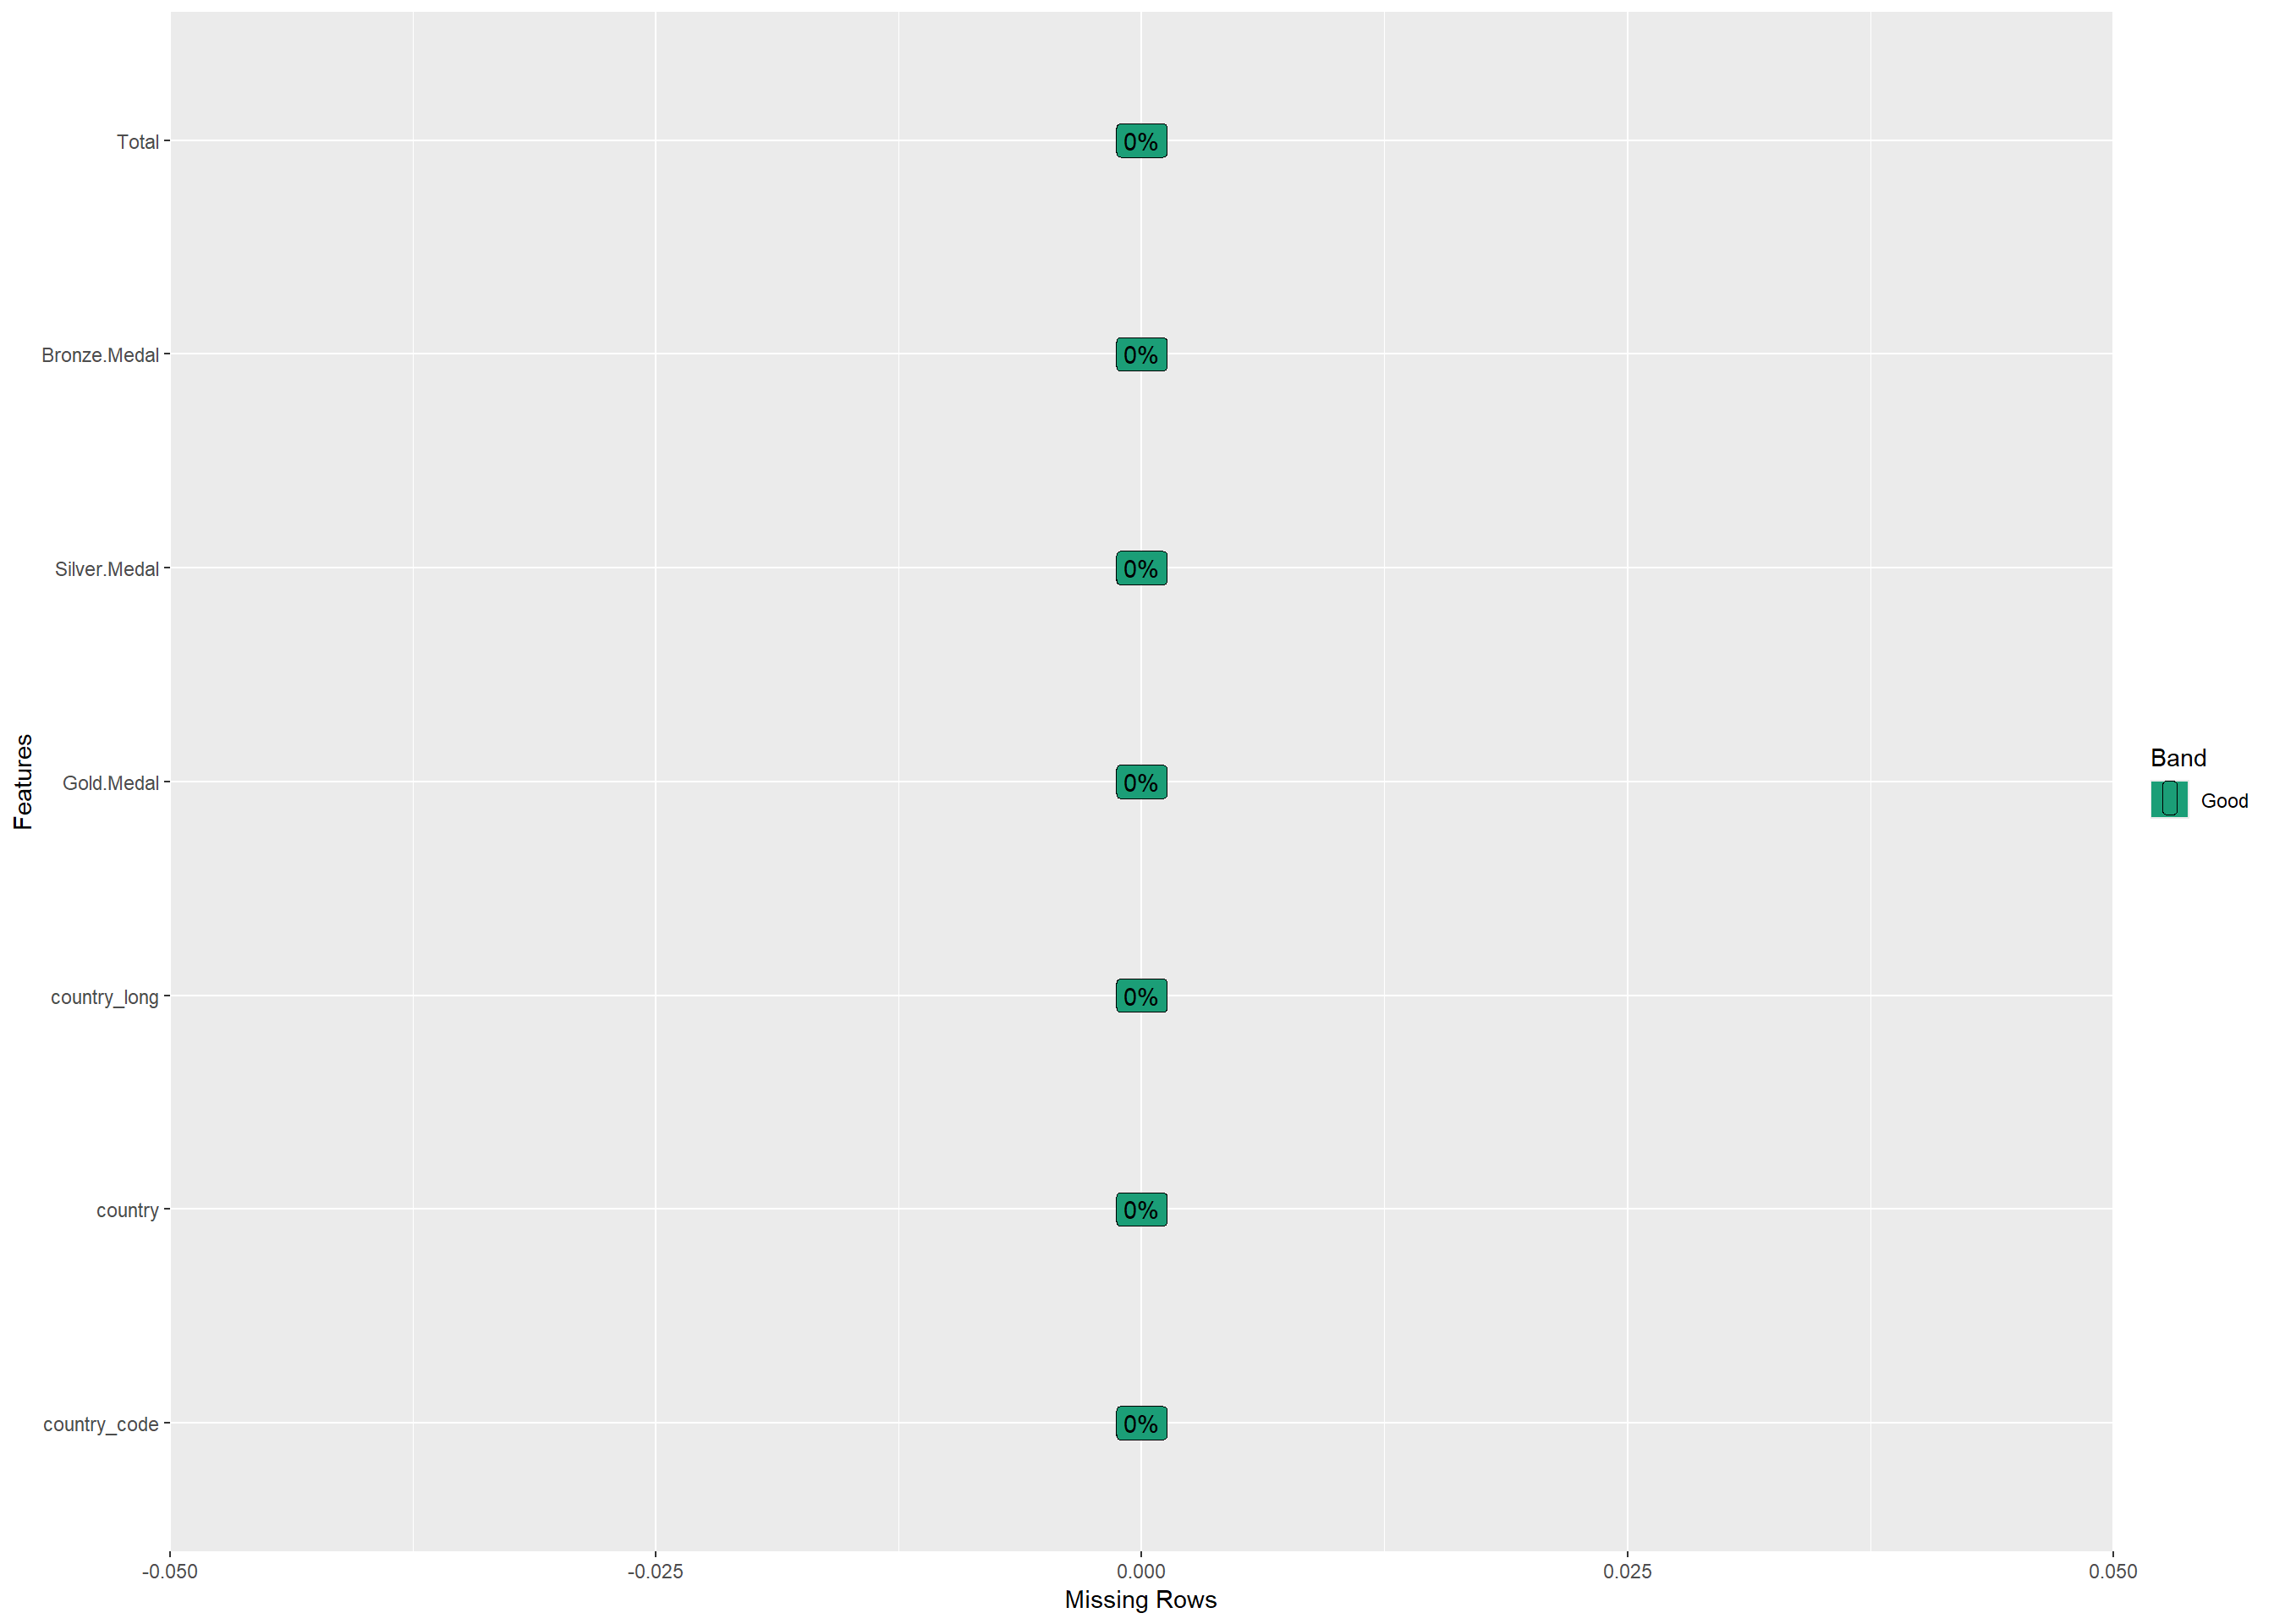 Total
0%
Bronze.Medal
0%
Silver.Medal
0%
Gold.Medal
0%
country_long
0%
country
0%
country_code
0%
Features
-0.050
-0.025
0.000
0.025
0.050
Missing Rows
Band
Good